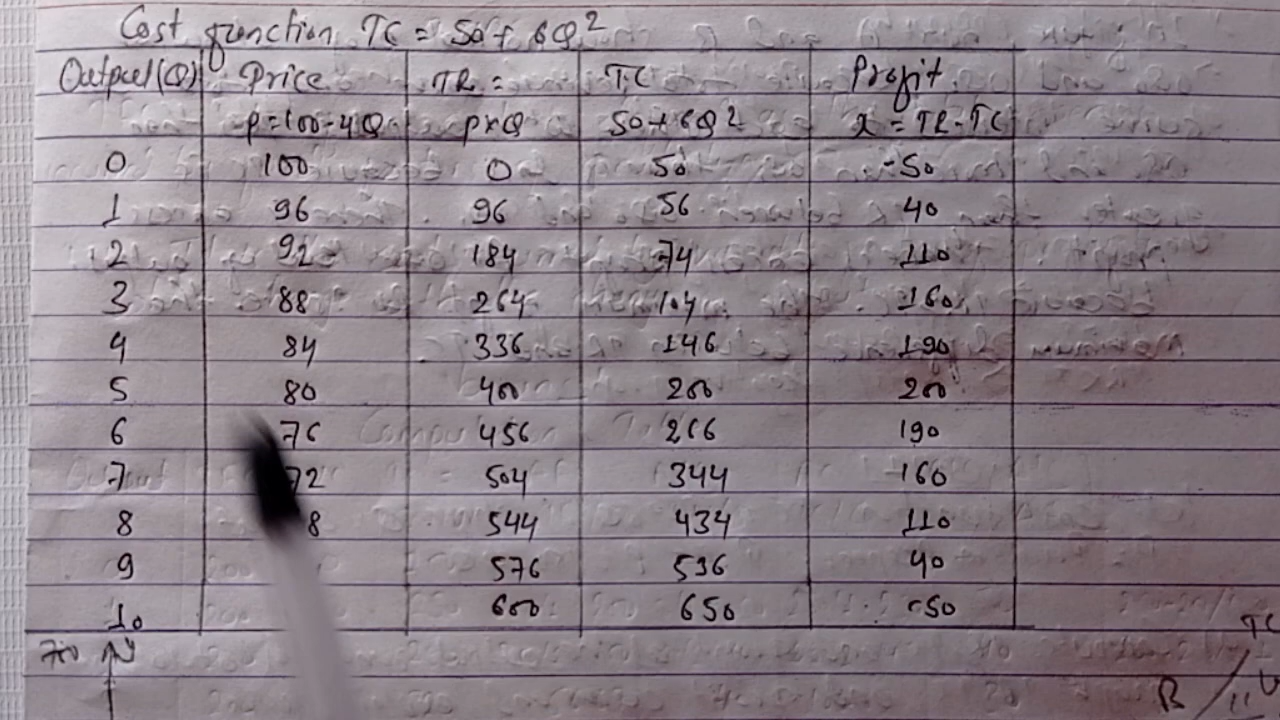 Cost function TC = 50 + 6Q²
Output(Q) Price TR = TC Profit
p=100-4Q p×Q 50+6Q² π = TR-TC
0 100 0 50 -50
1 96 96 56 40
2 92 184 74 110
3 88 264 104 160
4 84 336 146 190
5 80 400 200 200
6 76 456 266 190
7 72 504 344 160
8 8 544 434 110
9 576 536 40
10 600 650 -50
700 TC
B